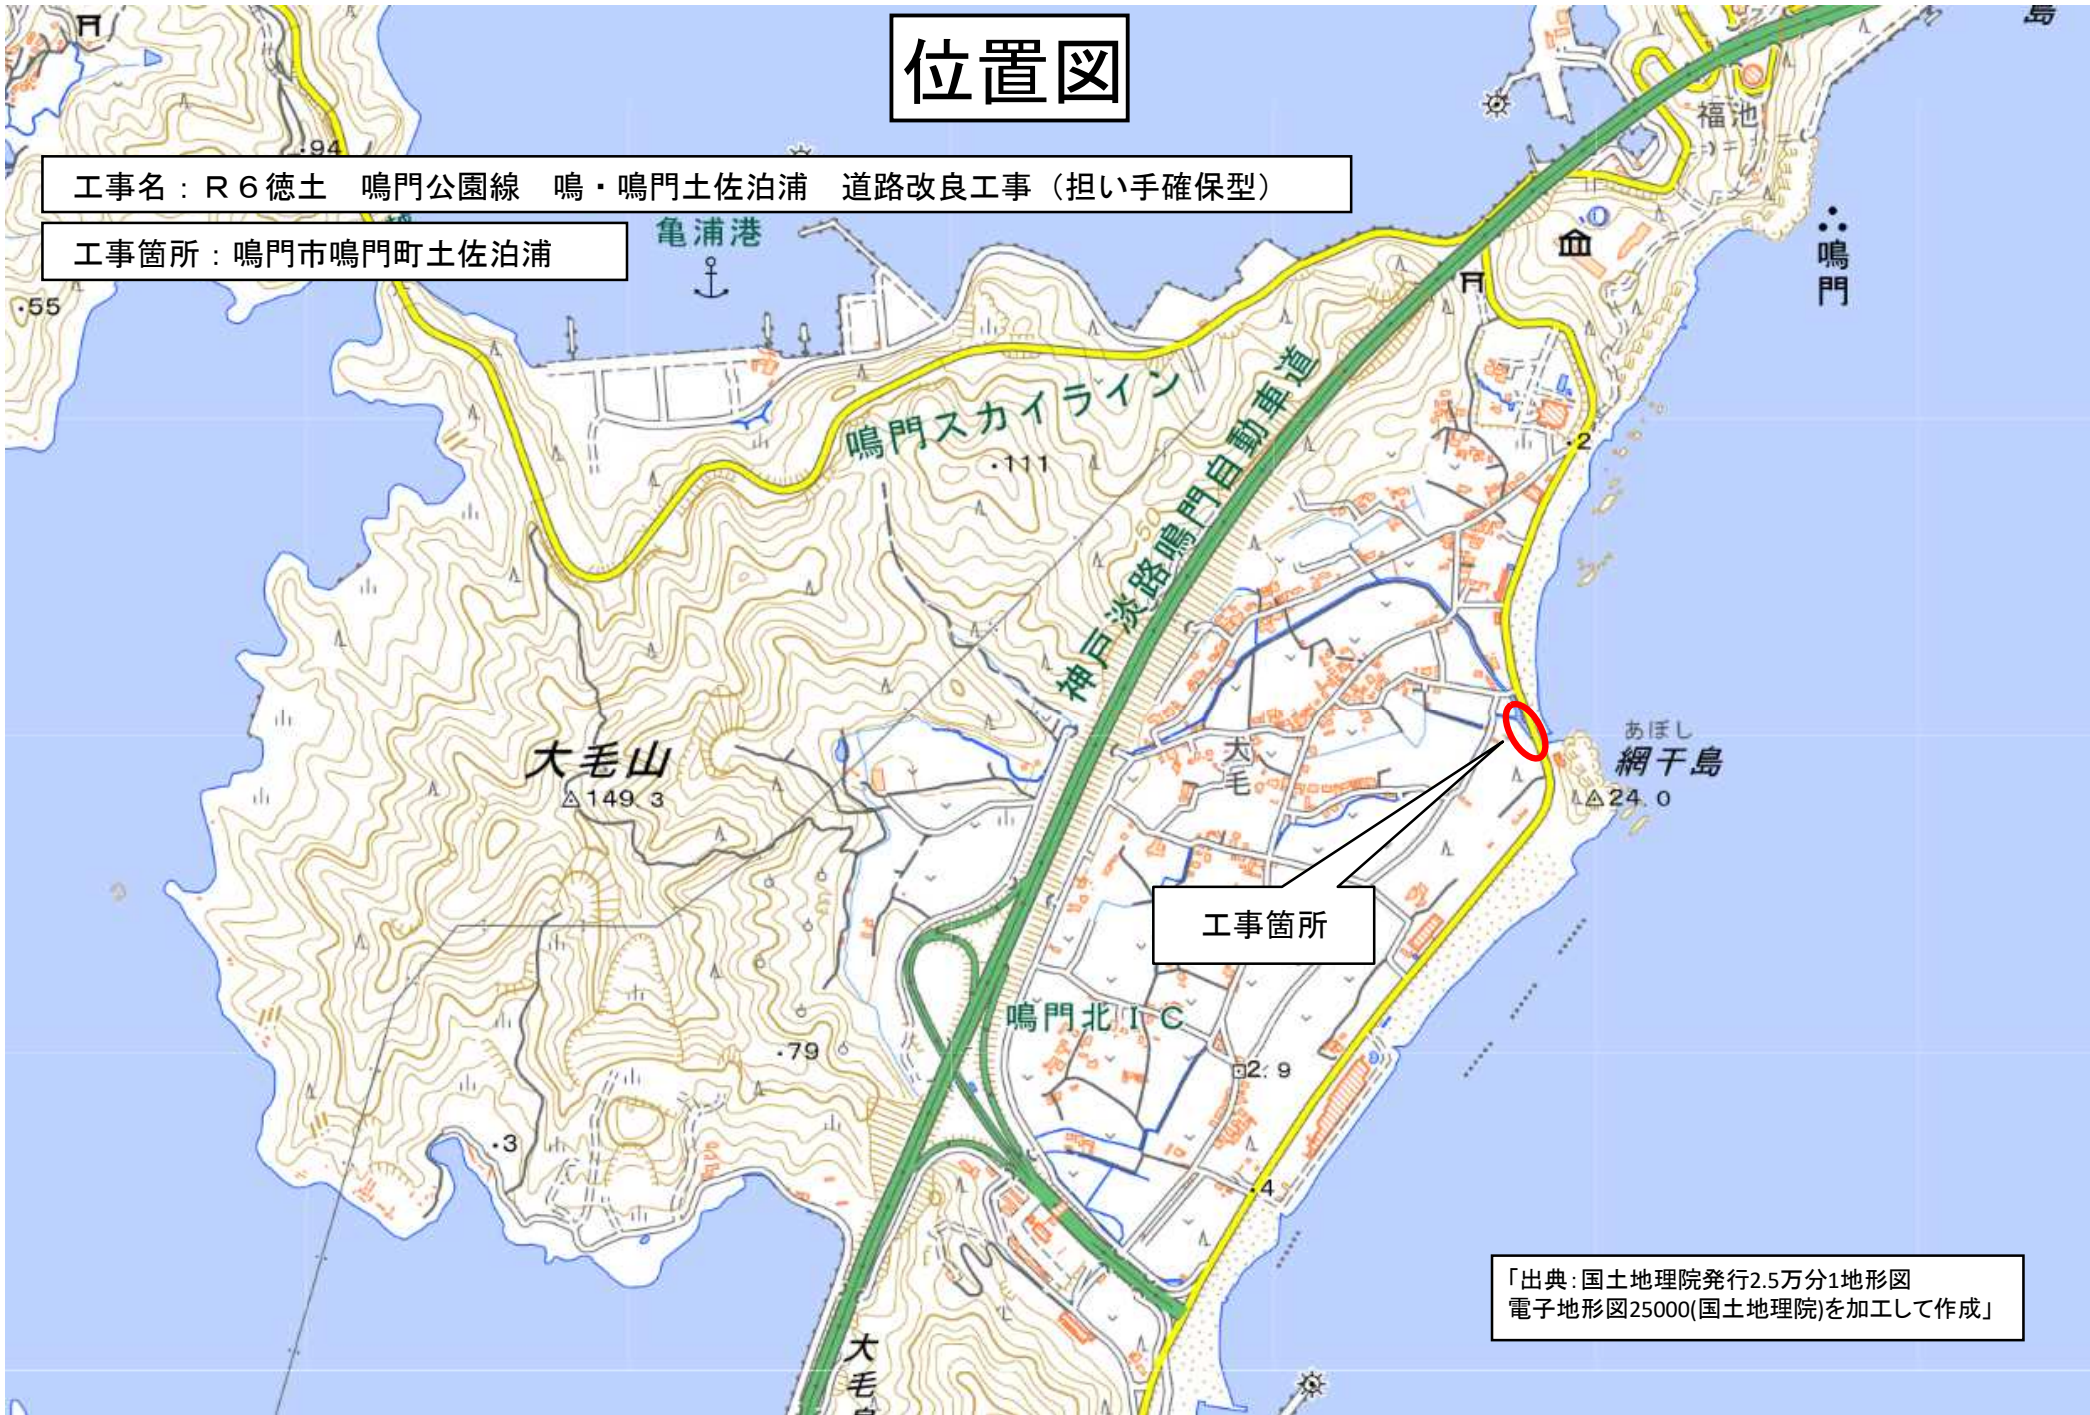 位置図
島
・94
工事名：Ｒ６徳土　鳴門公園線　鳴・鳴門土佐泊浦　道路改良工事（担い手確保型）
工事箇所：鳴門市鳴門町土佐泊浦
亀浦港
福池
鳴門
・55
鳴門スカイライン
神戸淡路鳴門自動車道
・111
・2
50
大毛山
149.3
大毛
あぼし
網干島
24.0
工事箇所
鳴門北ＩＣ
・79
2.9
・3
・4
大毛島
「出典：国土地理院発行2.5万分1地形図
電子地形図25000(国土地理院)を加工して作成」